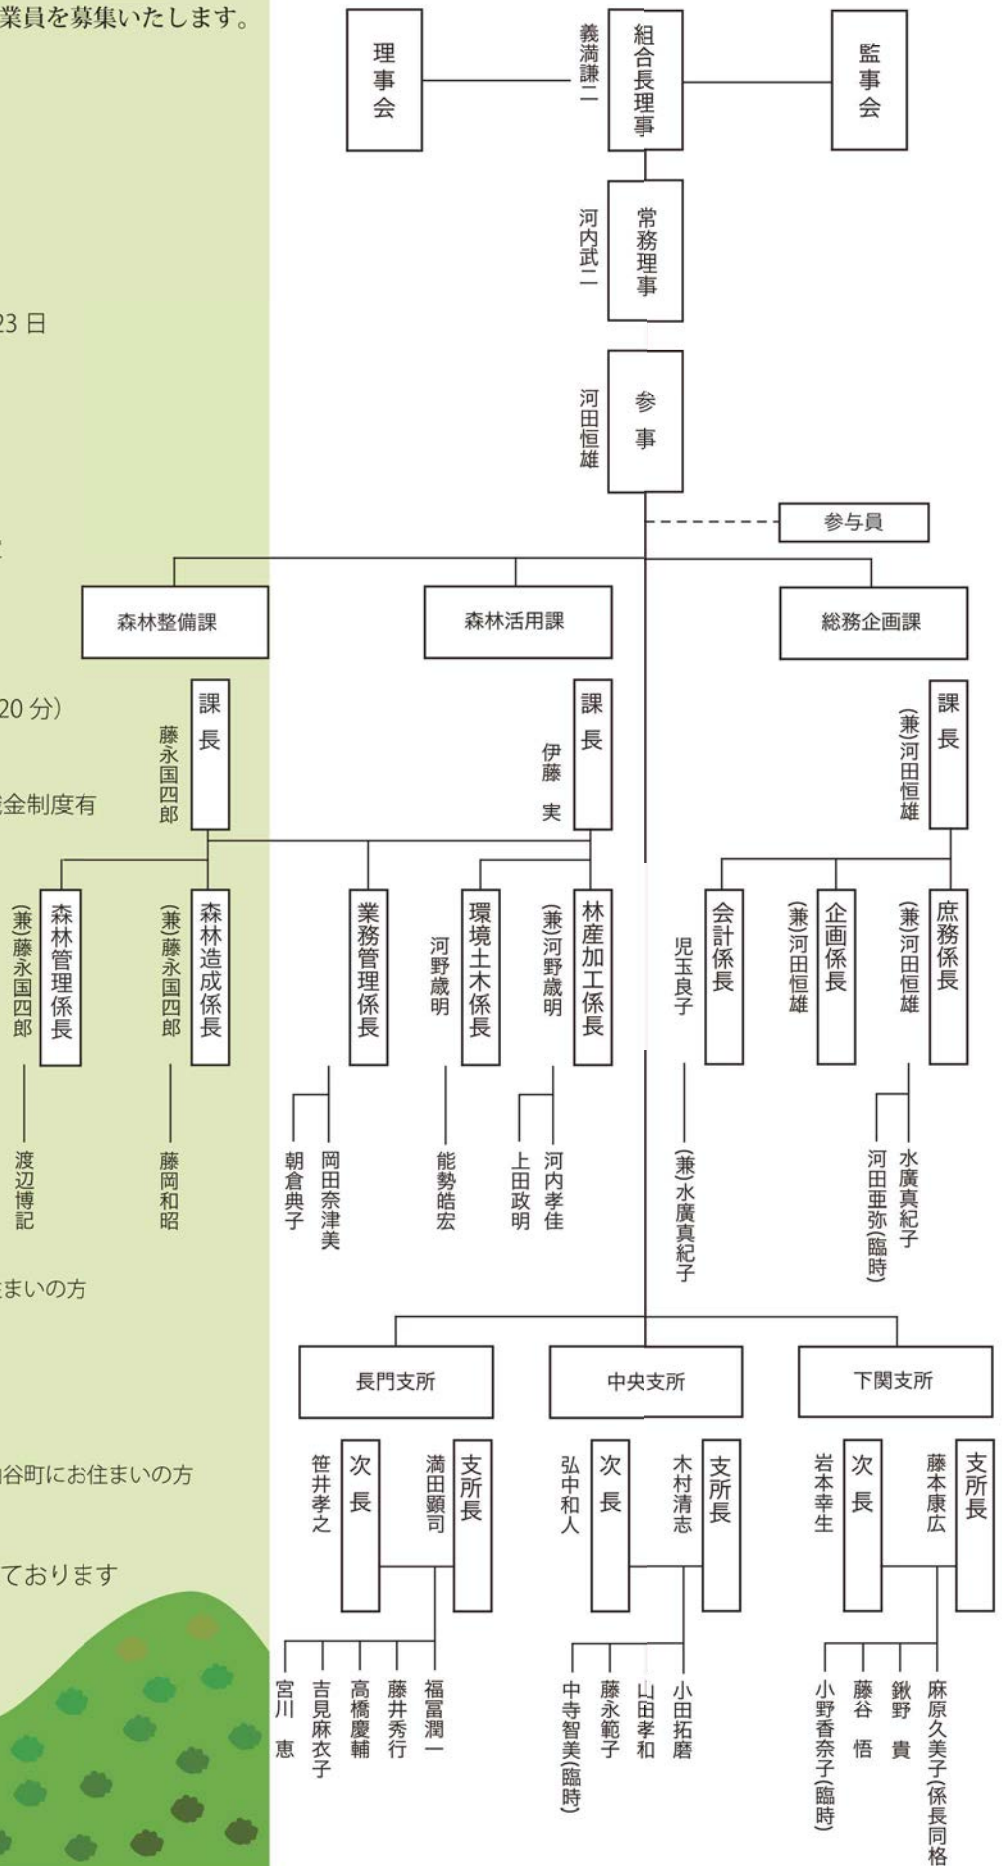 業員を募集いたします。
23 日
20 分）
金制度有
まいの方
谷町にお住まいの方
ております
理事会
組合長理事
義満謙二
監事会
常務理事
河内武二
参事
河田恒雄
参与員
森林整備課
森林活用課
総務企画課
課長
藤永国四郎
課長
伊藤 実
課長
(兼)河田恒雄
森林管理係長
(兼)藤永国四郎
渡辺博記
森林造成係長
(兼)藤永国四郎
藤岡和昭
業務管理係長
岡田奈津美
朝倉典子
環境土木係長
河野歳明
能勢皓宏
林産加工係長
(兼)河野歳明
河内孝佳
上田政明
会計係長
児玉良子
(兼)水廣真紀子
企画係長
(兼)河田恒雄
庶務係長
(兼)河田恒雄
水廣真紀子
河田亜弥(臨時)
長門支所
中央支所
下関支所
支所長
満田顕司
次長
笹井孝之
福冨潤一
藤井秀行
高橋慶輔
吉見麻衣子
宮川 恵
支所長
木村清志
次長
弘中和人
小田拓磨
山田孝和
藤永範子
中寺智美(臨時)
支所長
藤本康広
次長
岩本幸生
麻原久美子(係長同格
鍬野 貴
藤谷 悟
小野香奈子(臨時)